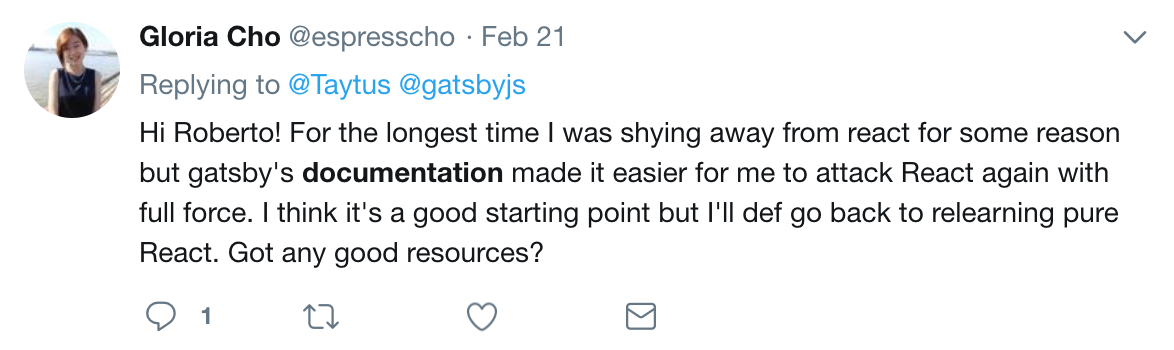 Gloria Cho @espresscho · Feb 21
Replying to @Taytus @gatsbyjs
Hi Roberto! For the longest time I was shying away from react for some reason
but gatsby's documentation made it easier for me to attack React again with
full force. I think it's a good starting point but I'll def go back to relearning pure
React. Got any good resources?
1